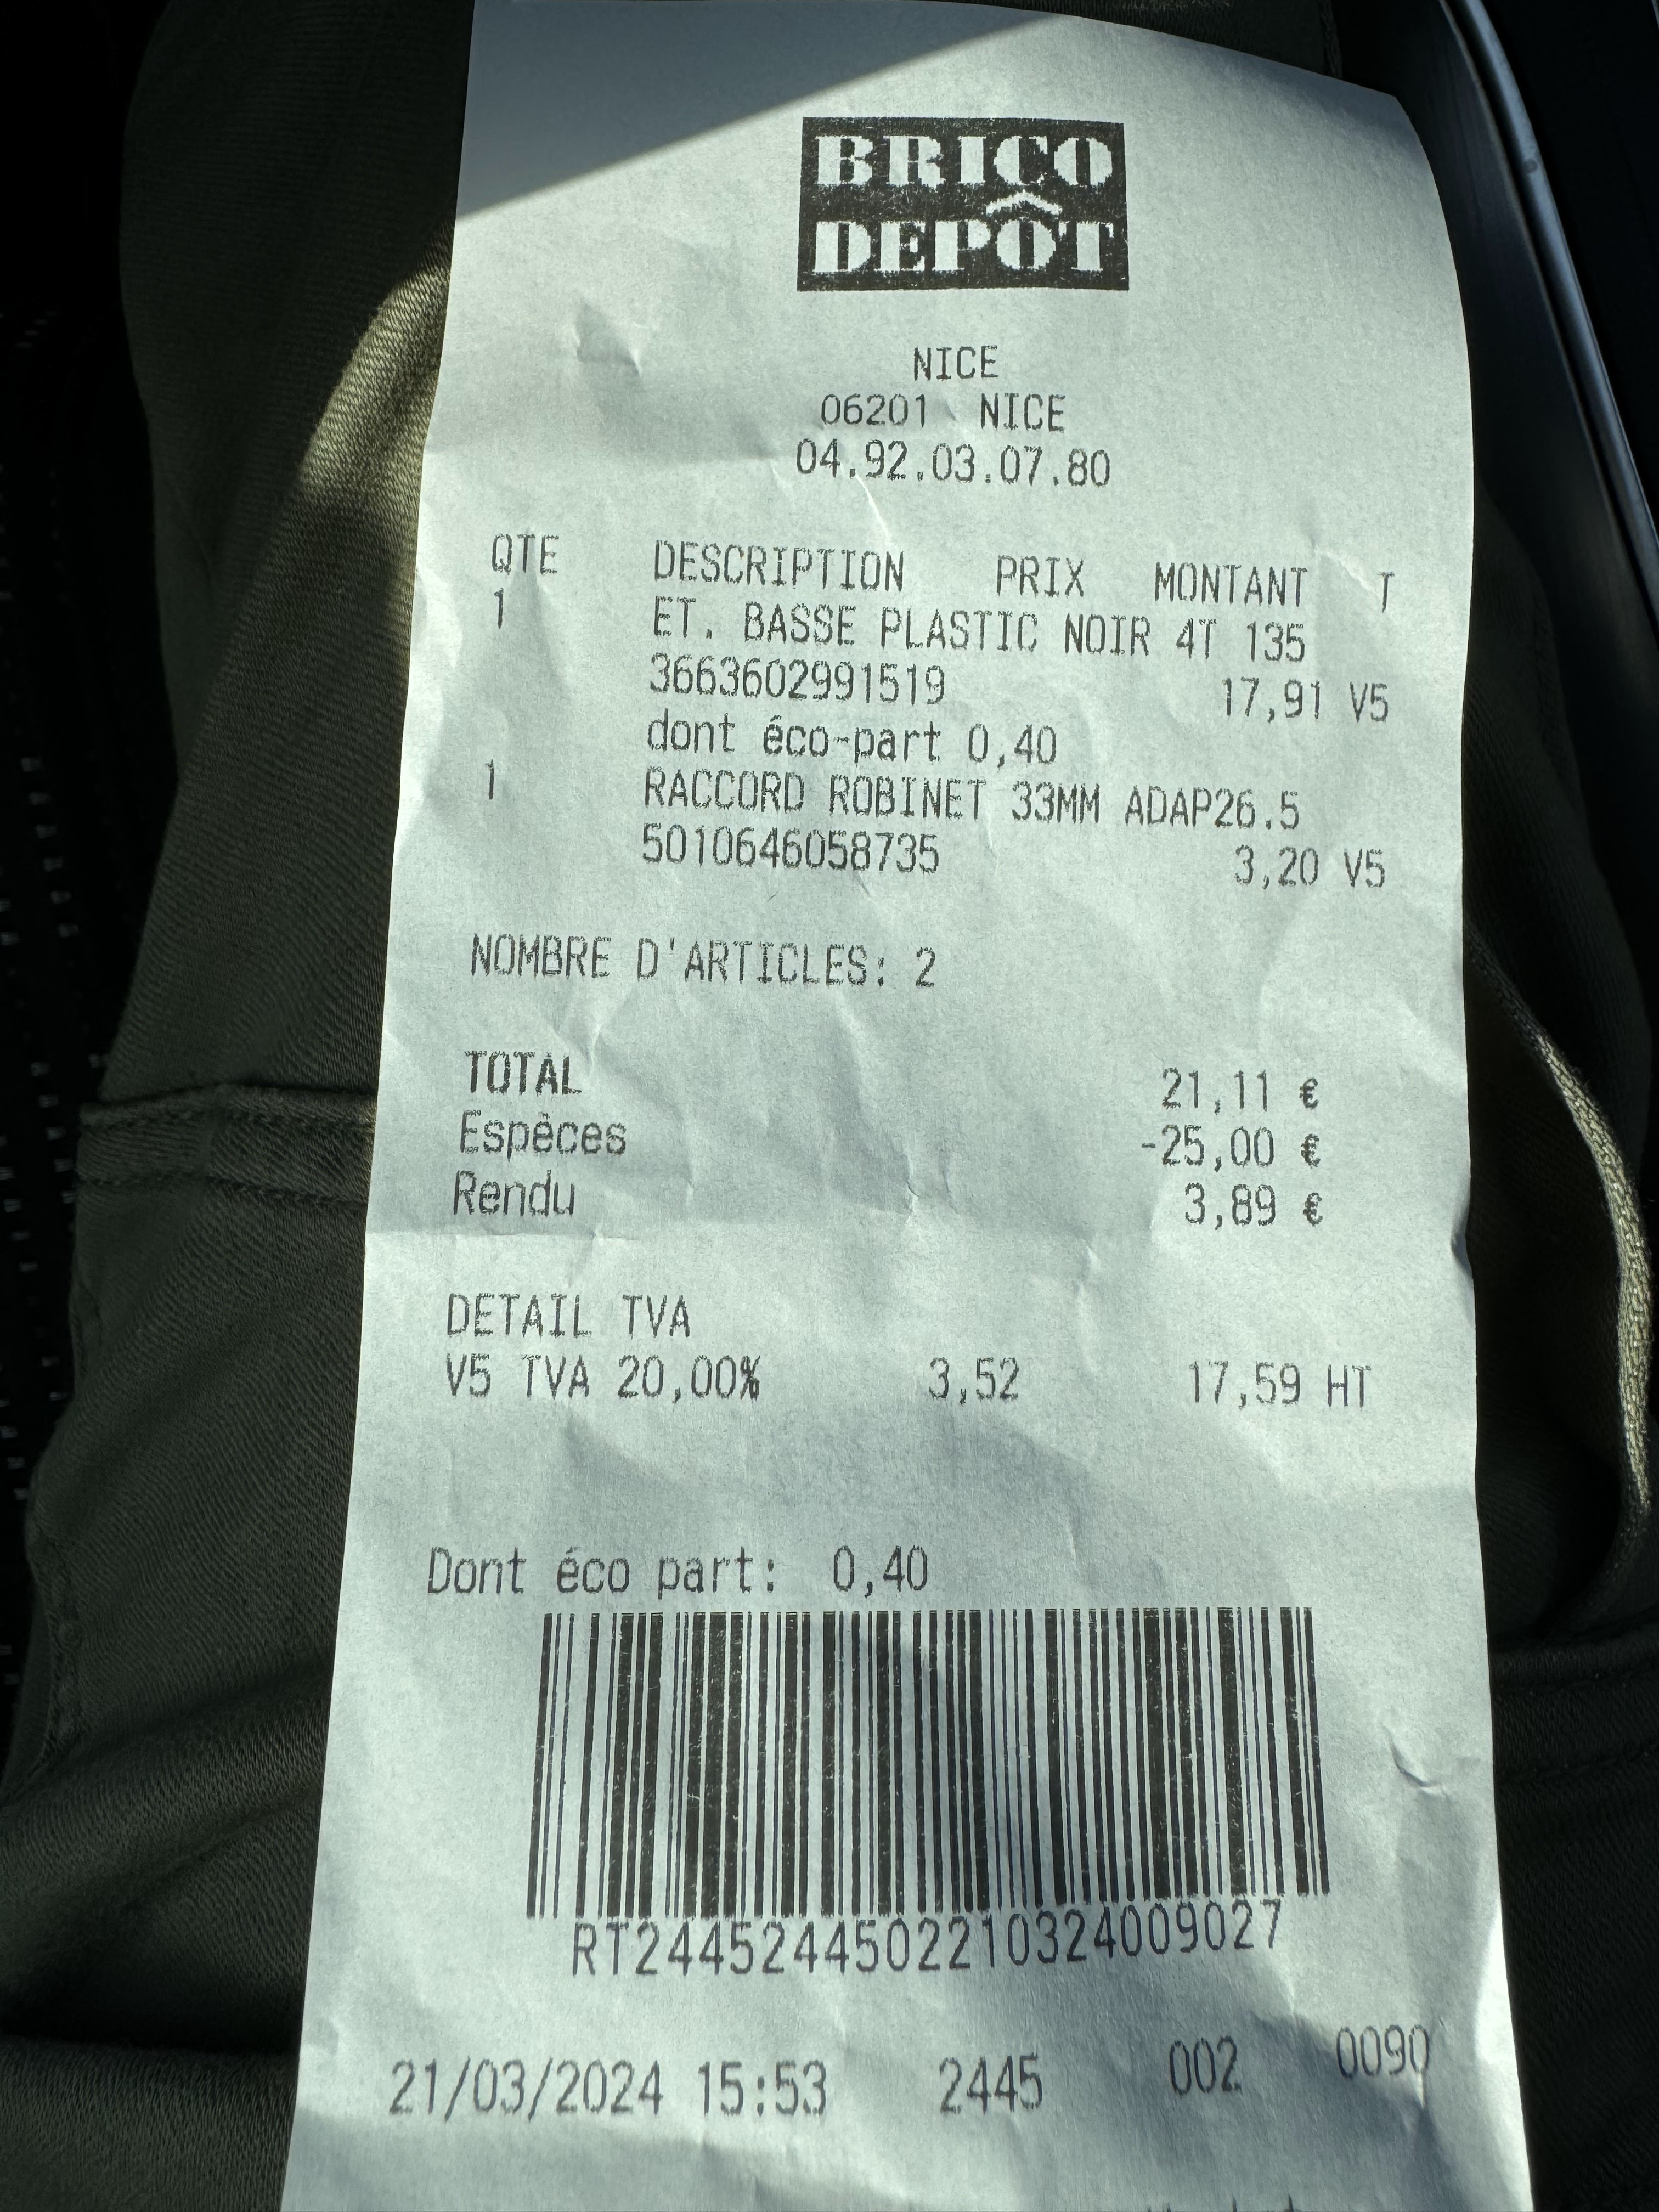 BRICO
DEPÔT
NICE
06201 NICE
04.92.03.07.80
QTE DESCRIPTION PRIX MONTANT T
1 ET. BASSE PLASTIC NOIR 4T 135
3663602991519 17,91 V5
dont éco-part 0,40
1 RACCORD ROBINET 33MM ADAP26.5
5010646058735 3,20 V5
NOMBRE D'ARTICLES: 2
TOTAL 21,11 €
Espèces -25,00 €
Rendu 3,89 €
DETAIL TVA
V5 TVA 20,00% 3,52 17,59 HT
Dont éco part: 0,40
RT2445244502210324009027
21/03/2024 15:53 2445 002 0090